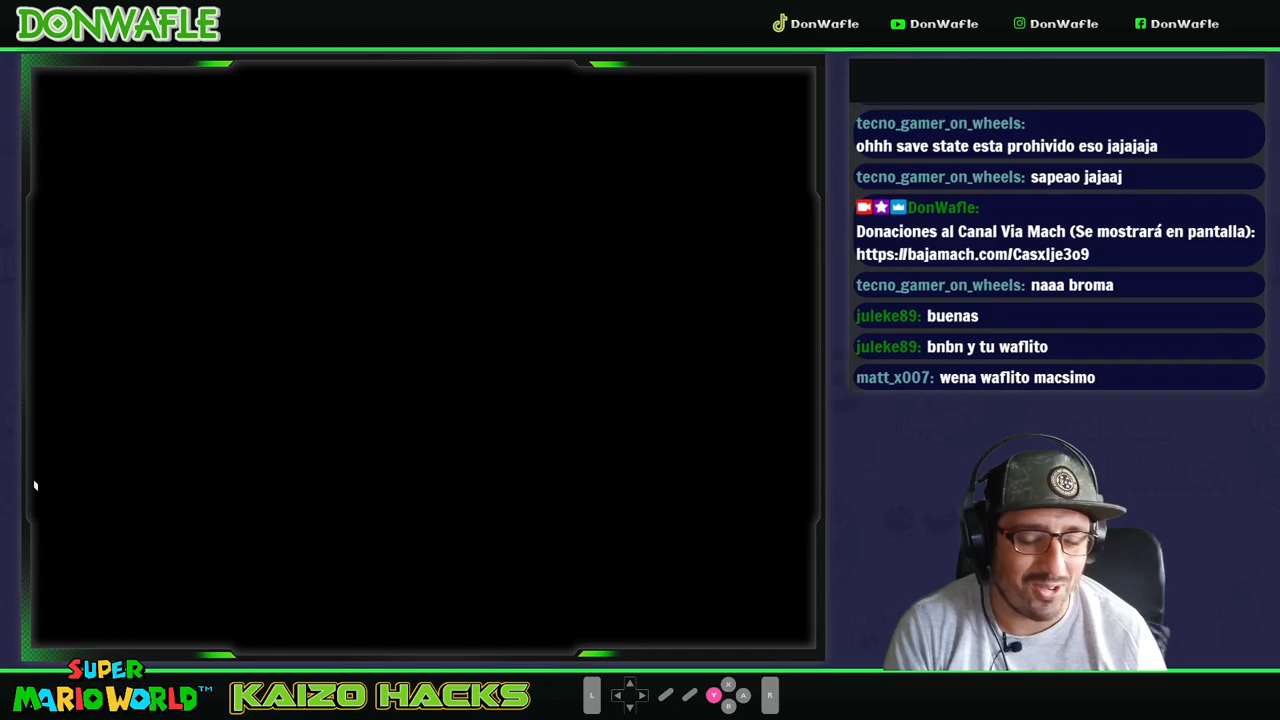 DONWAFLE
DonWafle
DonWafle
DonWafle
DonWafle
tecno_gamer_on_wheels:
ohhh save state esta prohivido eso jajajaja
tecno_gamer_on_wheels: sapeao jajaaj
DonWafle:
Donaciones al Canal Via Mach (Se mostrará en pantalla):
https://bajamach.com/CasxIje3o9
tecno_gamer_on_wheels: naaa broma
juleke89: buenas
juleke89: bnbn y tu waflito
matt_x007: wena waflito macsimo
SUPER
MARIO WORLD™
KAIZO HACKS
L
X
Y
A
B
R